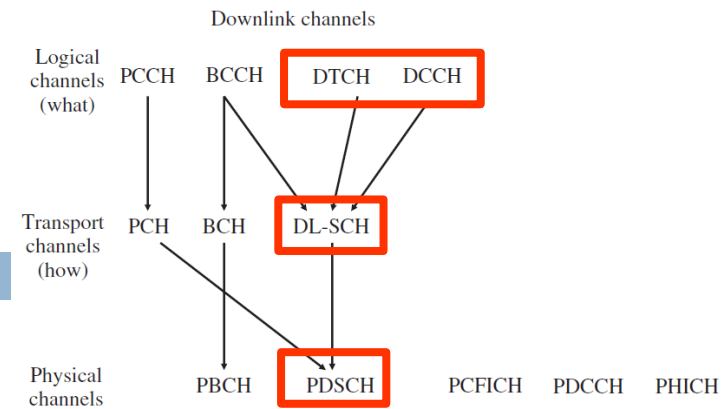 Downlink channels
Logical
channels
(what)
PCCH BCCH DTCH DCCH
Transport
channels
(how)
PCH BCH DL-SCH
Physical
channels
PBCH PDSCH PCFICH PDCCH PHICH